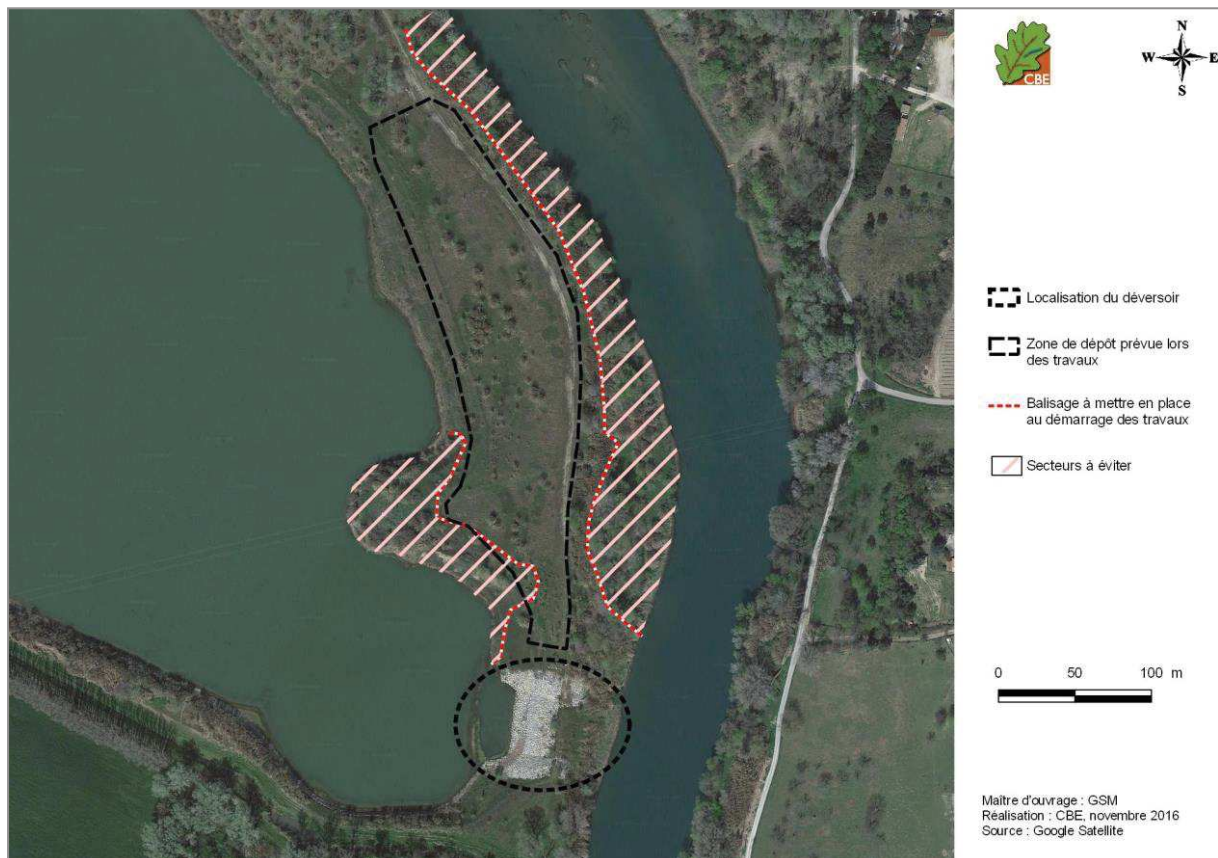 CBE
N
W E
S
Localisation du déversoir
Zone de dépôt prévue lors
des travaux
Balisage à mettre en place
au démarrage des travaux
Secteurs à éviter
0 50 100 m
Maître d'ouvrage : GSM
Réalisation : CBE, novembre 2016
Source : Google Satellite